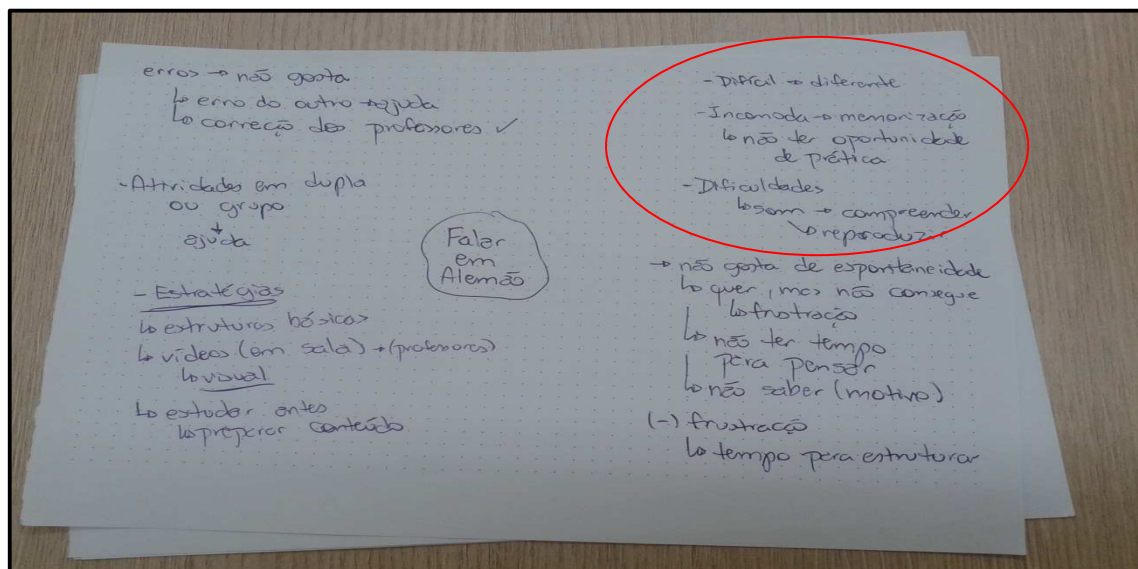 erros → não gosta
↳ erro do outro → ajuda
↳ correção dos professores ✓
- Atividades em dupla
ou grupo
↓
ajuda
- Estratégias
↳ estruturas básicas
↳ vídeos (em sala) → (professores)
↳ visual
↳ estudar antes
↳ preparar conteúdo
Falar
em
Alemão
- Difícil → diferente
- Incomoda → memorização
↳ não ter oportunidade
de prática
- Dificuldades
↳ som → compreender
↘ reproduzir
→ não gosta de espontaneidade
↳ quer, mas não consegue
↳ frustração
↳ não ter tempo
para pensar
↳ não saber (motivo)
(-) frustração
↳ tempo para estruturar